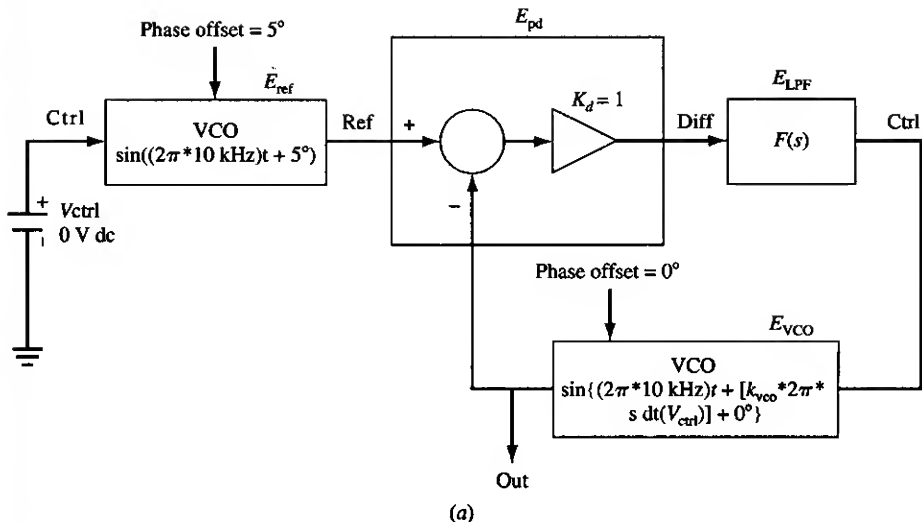 Phase offset = 5°
E_pd
E_ref
E_LPF
Ctrl
VCO
sin((2π*10 kHz)t + 5°)
Ref
+
K_d = 1
Diff
F(s)
Ctrl
−
+
Vctrl
−
0 V dc
Phase offset = 0°
E_VCO
VCO
sin{(2π*10 kHz)t + [k_vco*2π*
s dt(V_ctrl)] + 0°}
Out
(a)